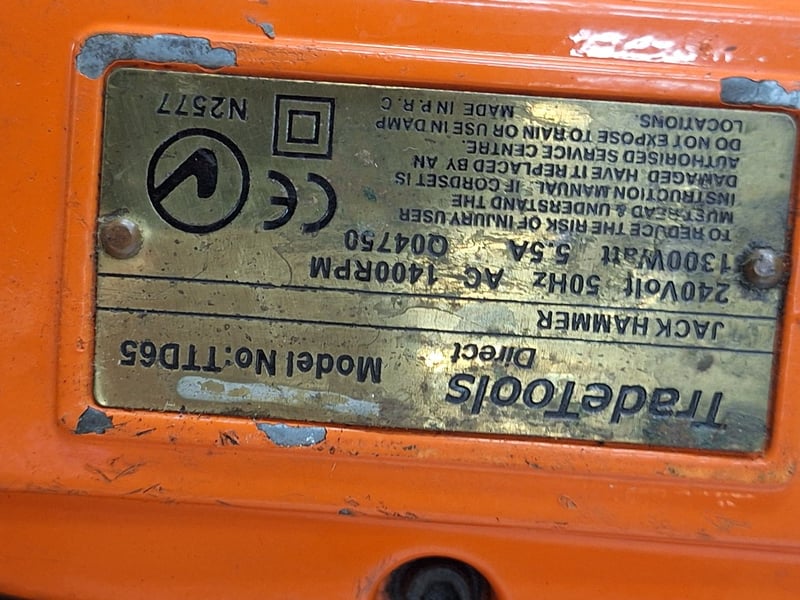 TradeTools
Direct
Model No:TTD65
JACK HAMMER
240Volt 50Hz AC 1400RPM
1300Watt 5.5A Q04750
TO REDUCE THE RISK OF INJURY USER
MUST READ & UNDERSTAND THE
INSTRUCTION MANUAL. IF CORDSET IS
DAMAGED, HAVE IT REPLACED BY AN
AUTHORISED SERVICE CENTRE.
DO NOT EXPOSE TO RAIN OR USE IN DAMP
LOCATIONS.
MADE IN P.R.C
CE
N2577